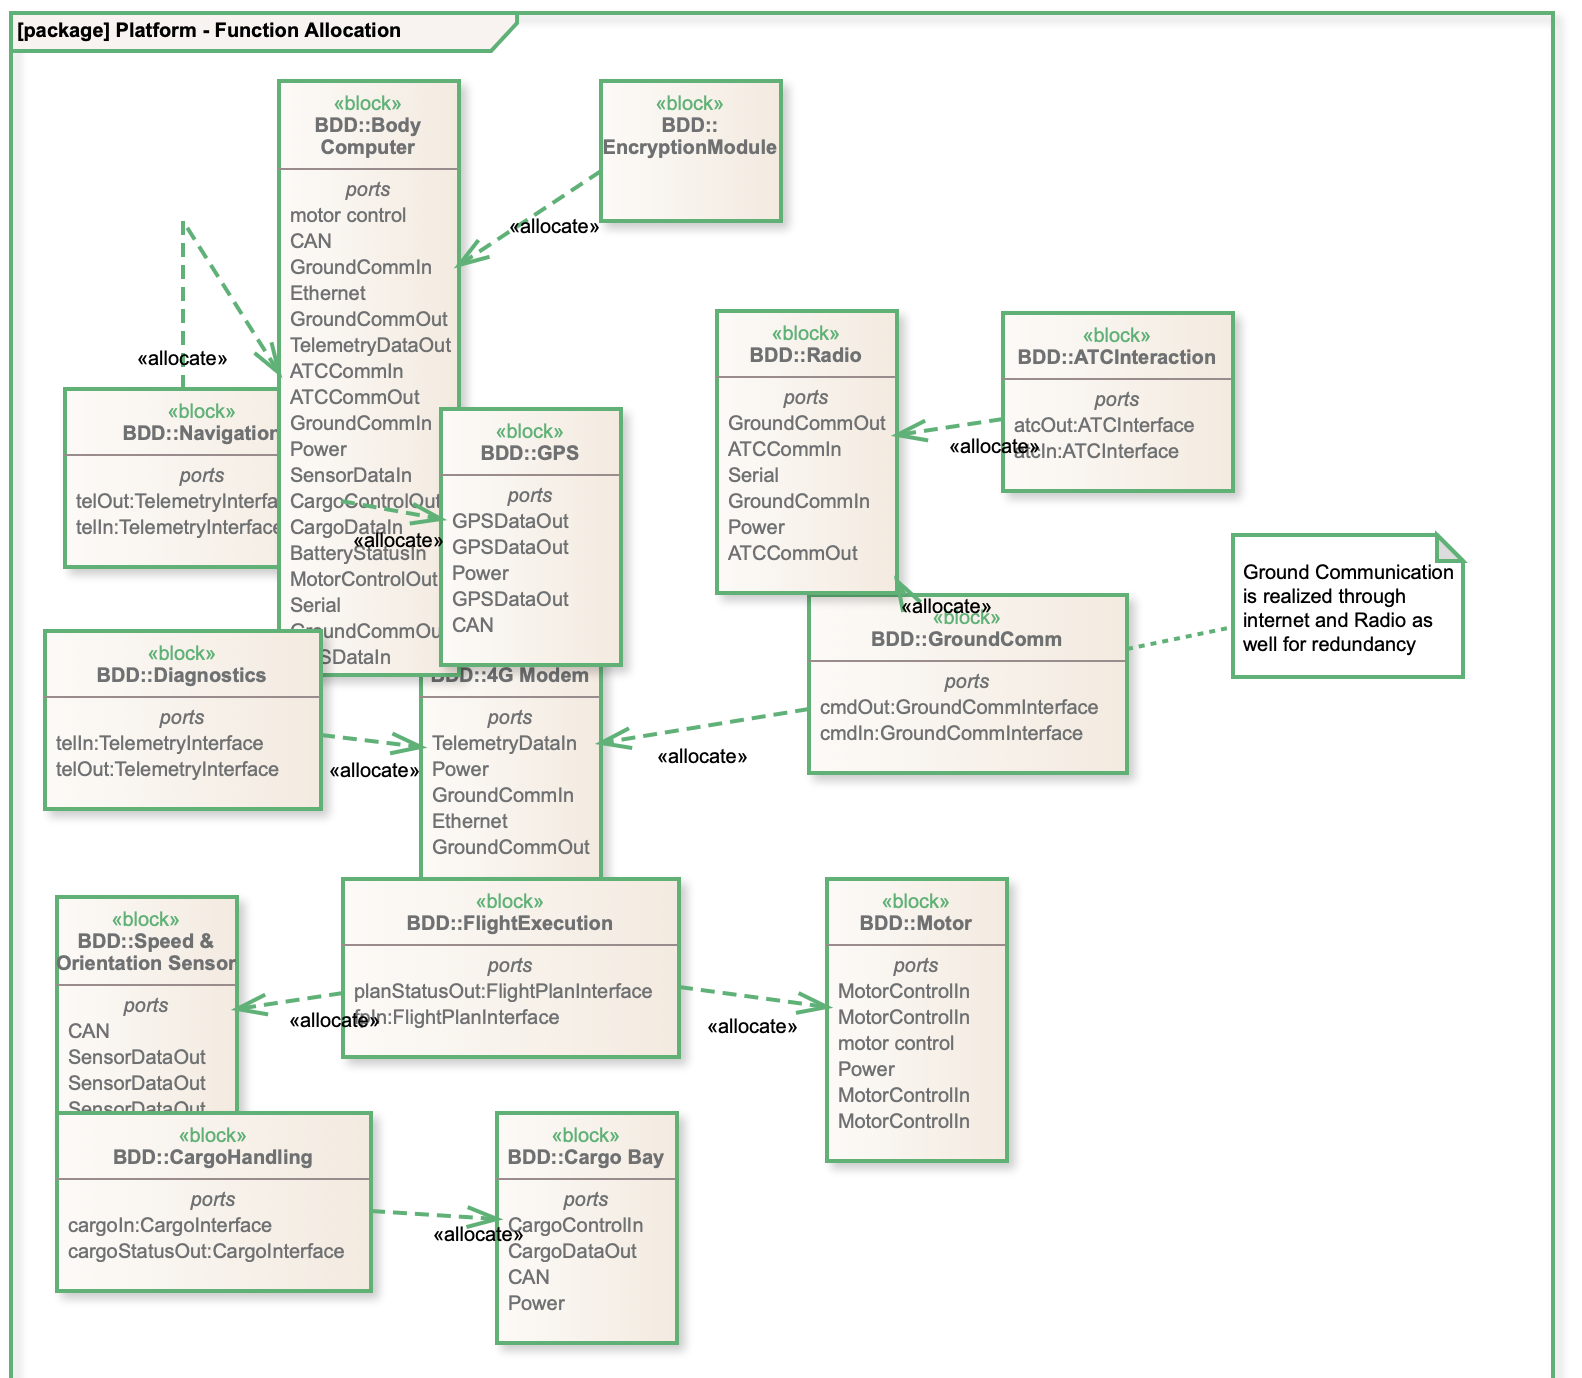 [package] Platform - Function Allocation
«block»
BDD::Body
Computer
ports
motor control
CAN
GroundCommIn
Ethernet
GroundCommOut
TelemetryDataOut
ATCCommIn
ATCCommOut
GroundCommIn
Power
SensorDataIn
CargoControlOut
CargoDataIn
BatteryStatusIn
MotorControlOut
Serial
GroundCommOu
SDataIn
«block»
BDD::
EncryptionModule
«allocate»
«allocate»
«block»
BDD::Navigation
ports
telOut:TelemetryInterfa
telIn:TelemetryInterface
«block»
BDD::GPS
ports
GPSDataOut
GPSDataOut
Power
GPSDataOut
CAN
«allocate»
«block»
BDD::Radio
ports
GroundCommOut
ATCCommIn
Serial
GroundCommIn
Power
ATCCommOut
«block»
BDD::ATCInteraction
ports
atcOut:ATCInterface
atcIn:ATCInterface
«allocate»
Ground Communication
is realized through
internet and Radio as
well for redundancy
«allocate»
«block»
BDD::GroundComm
ports
cmdOut:GroundCommInterface
cmdIn:GroundCommInterface
«allocate»
«block»
BDD::Diagnostics
ports
telIn:TelemetryInterface
telOut:TelemetryInterface
«allocate»
BDD::4G Modem
ports
TelemetryDataIn
Power
GroundCommIn
Ethernet
GroundCommOut
«block»
BDD::Speed &
Orientation Sensor
ports
CAN
SensorDataOut
SensorDataOut
SensorDataOut
«allocate»
«block»
BDD::FlightExecution
ports
planStatusOut:FlightPlanInterface
fpIn:FlightPlanInterface
«allocate»
«block»
BDD::Motor
ports
MotorControlIn
MotorControlIn
motor control
Power
MotorControlIn
MotorControlIn
«block»
BDD::CargoHandling
ports
cargoIn:CargoInterface
cargoStatusOut:CargoInterface
«allocate»
«block»
BDD::Cargo Bay
ports
CargoControlIn
CargoDataOut
CAN
Power